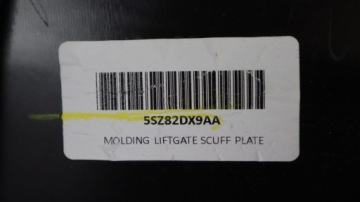 5SZ82DX9AA
MOLDING LIFTGATE SCUFF PLATE